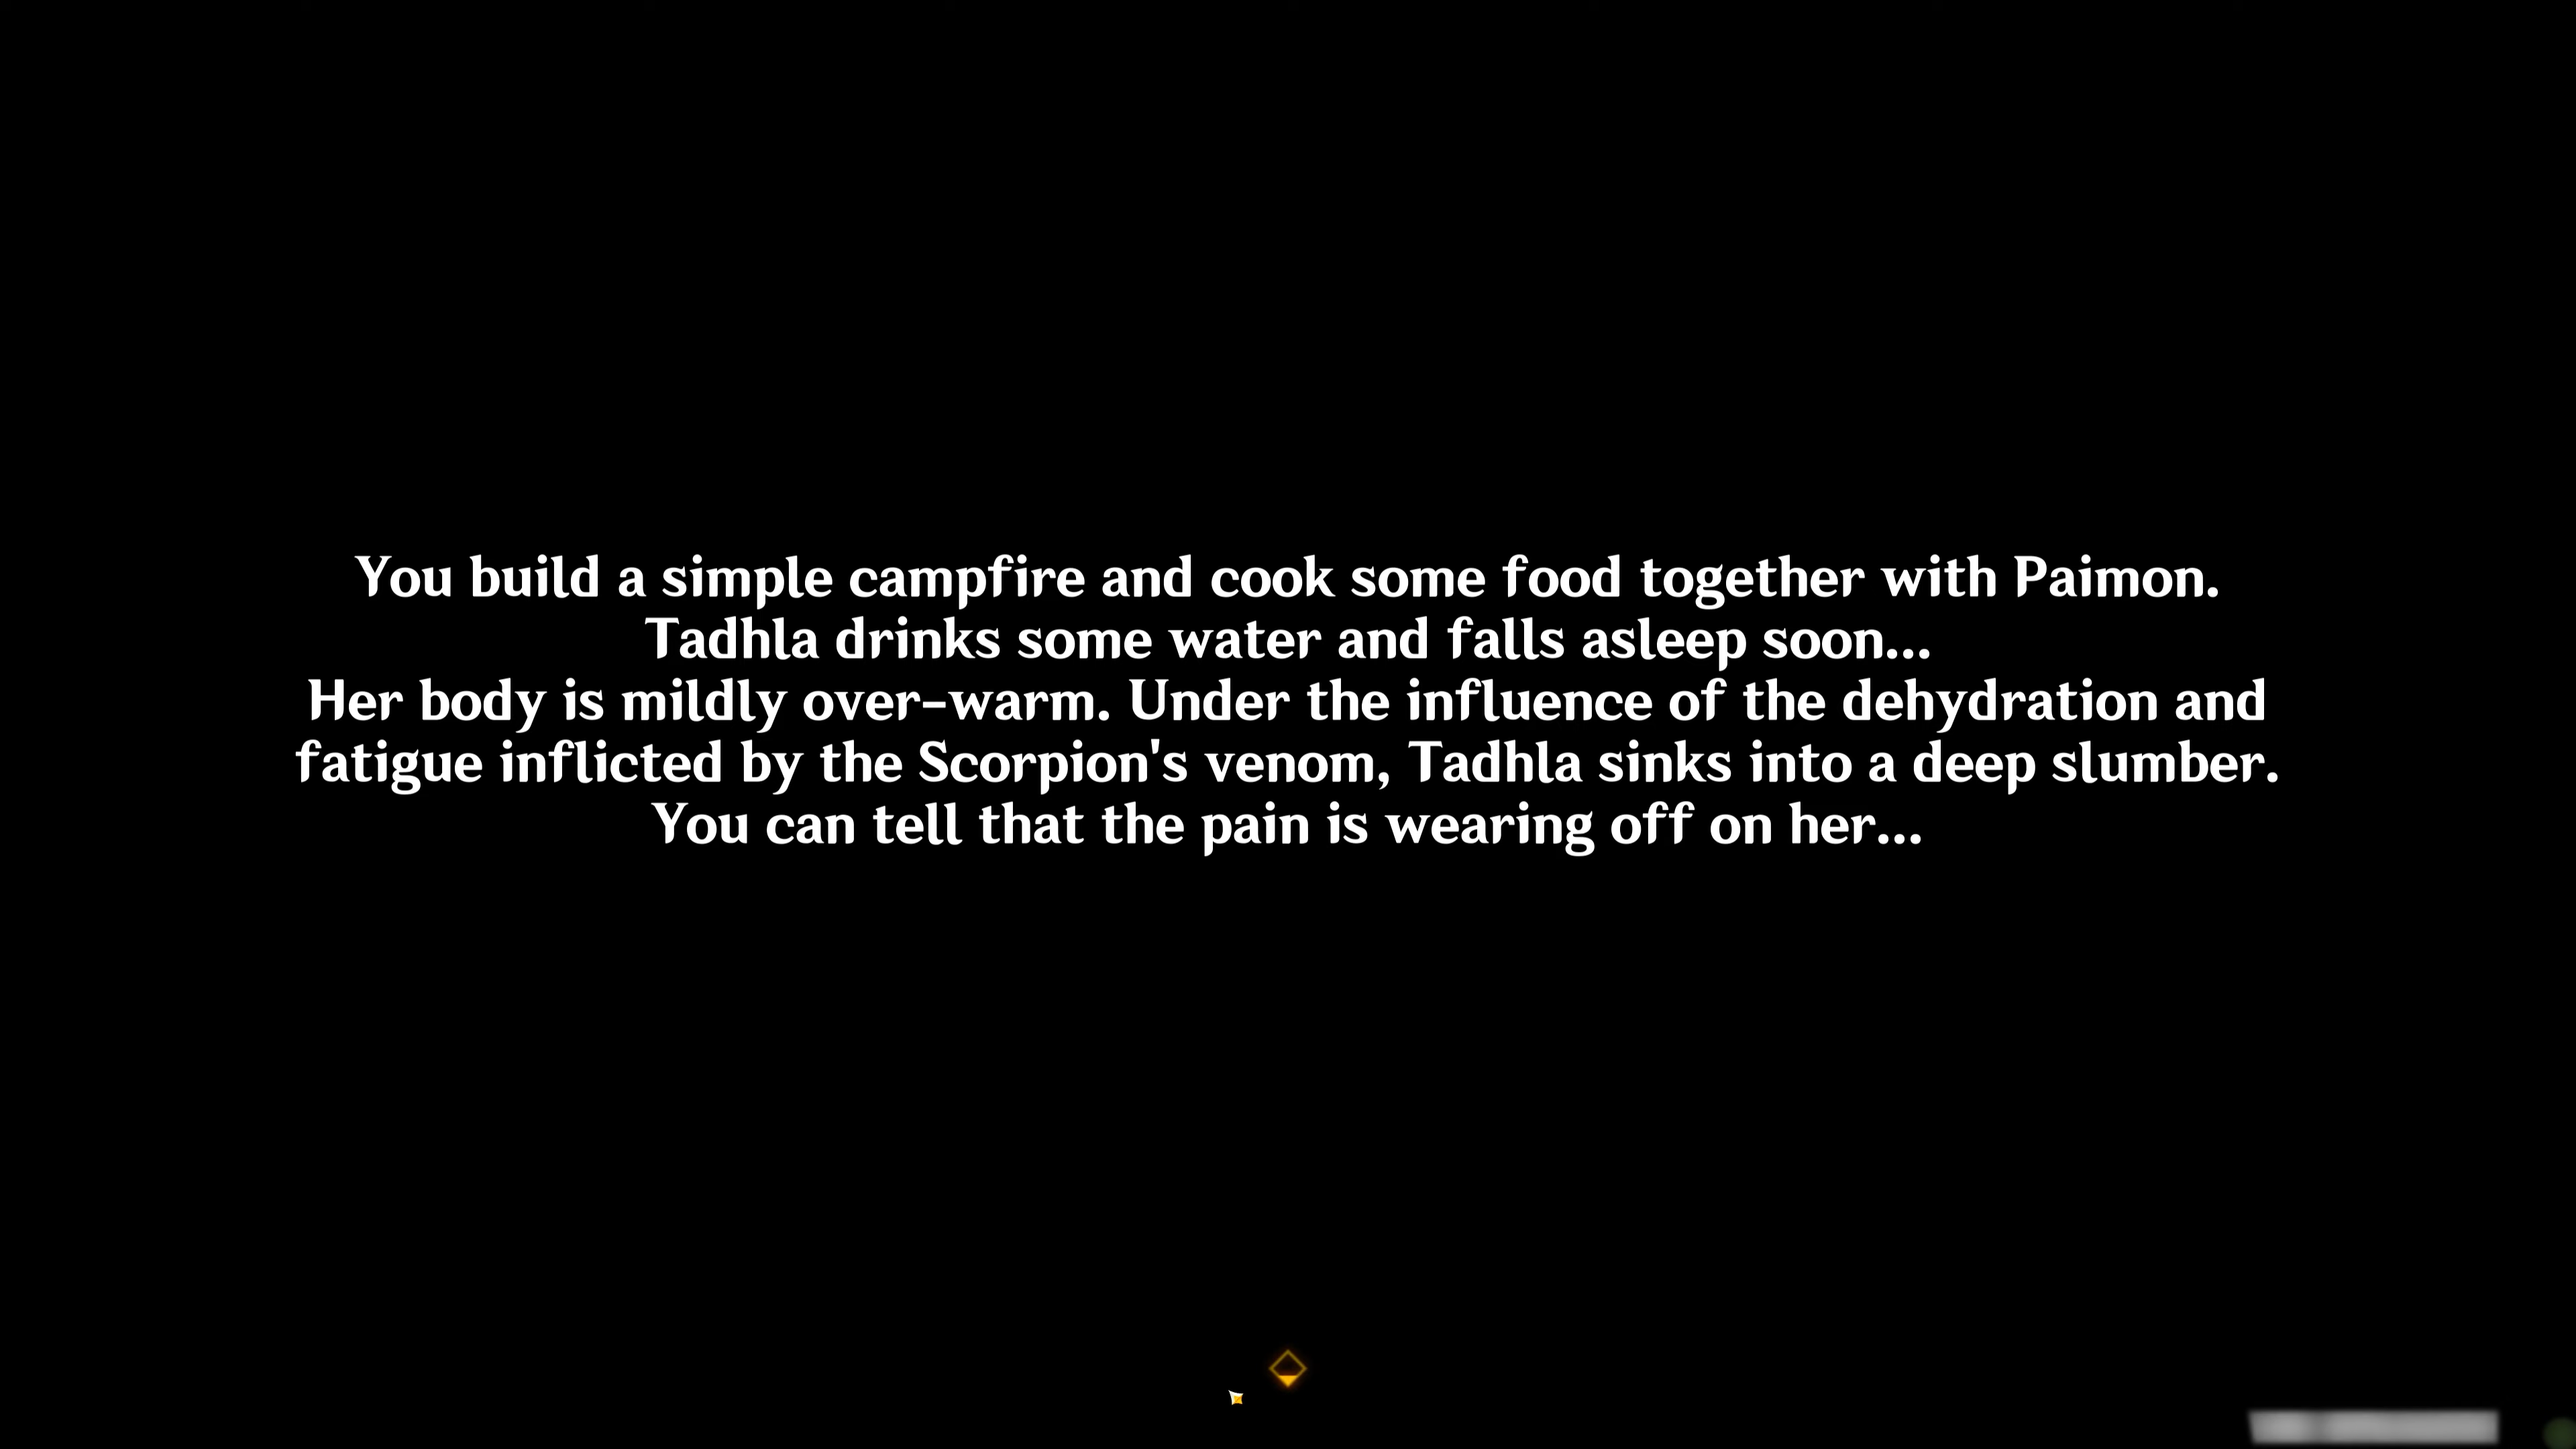 You build a simple campfire and cook some food together with Paimon.
Tadhla drinks some water and falls asleep soon...
Her body is mildly over-warm. Under the influence of the dehydration and
fatigue inflicted by the Scorpion's venom, Tadhla sinks into a deep slumber.
You can tell that the pain is wearing off on her...